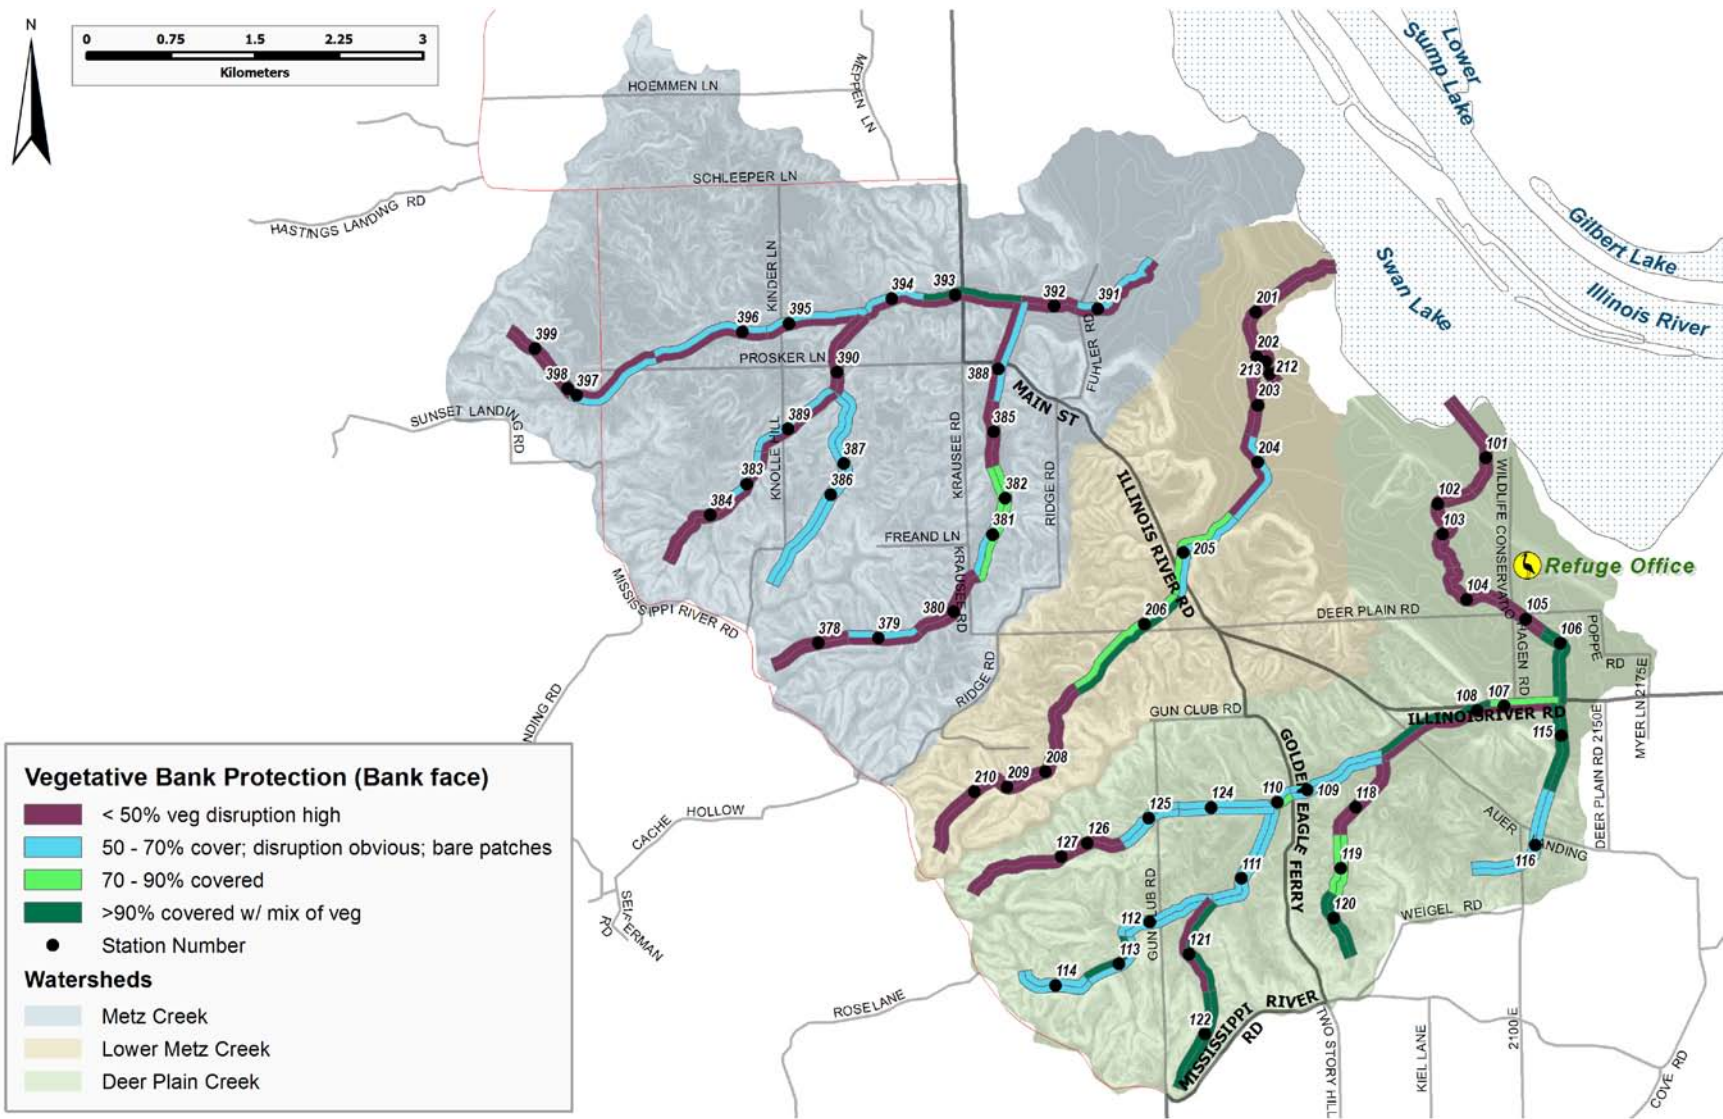 N
0 0.75 1.5 2.25 3
Kilometers
HOEMMEN LN
MEPPEN LN
SCHLEEPER LN
HASTINGS LANDING RD
KINDER LN
Lower
Stump Lake
Gilbert Lake
Illinois River
Swan Lake
394
393
392
391
396
395
399
398
397
PROSKER LN
390
388
FUHLER RD
MAIN ST
SUNSET LANDING RD
389
KNOLLE HILL
385
KRAUSEE RD
387
386
383
384
382
381
RIDGE RD
FREAND LN
KRAUSEE RD
380
379
378
MISSISSIPPI RIVER RD
RIDGE RD
201
202
212
213
203
204
205
206
ILLINOIS RIVER RD
DEER PLAIN RD
101
102
103
104
105
106
WILDLIFE CONSERVATIO
Refuge Office
HAGEN RD
POPPE RD
MYER LN 2175E
108
107
ILLINOIS RIVER RD
115
DEER PLAIN RD 2150E
GUN CLUB RD
GOLDEN EAGLE FERRY
208
209
210
110
109
124
125
126
127
118
119
120
111
112
GUN CLUB RD
113
114
121
122
AUER
ANDING
116
WEIGEL RD
NDING RD
CACHE HOLLOW
SEIFERMAN RD
ROSE LANE
MISSISSIPPI RIVER RD
TWO STORY HILL
KIEL LANE
2100 E
COVE RD
Vegetative Bank Protection (Bank face)
< 50% veg disruption high
50 - 70% cover; disruption obvious; bare patches
70 - 90% covered
>90% covered w/ mix of veg
Station Number
Watersheds
Metz Creek
Lower Metz Creek
Deer Plain Creek